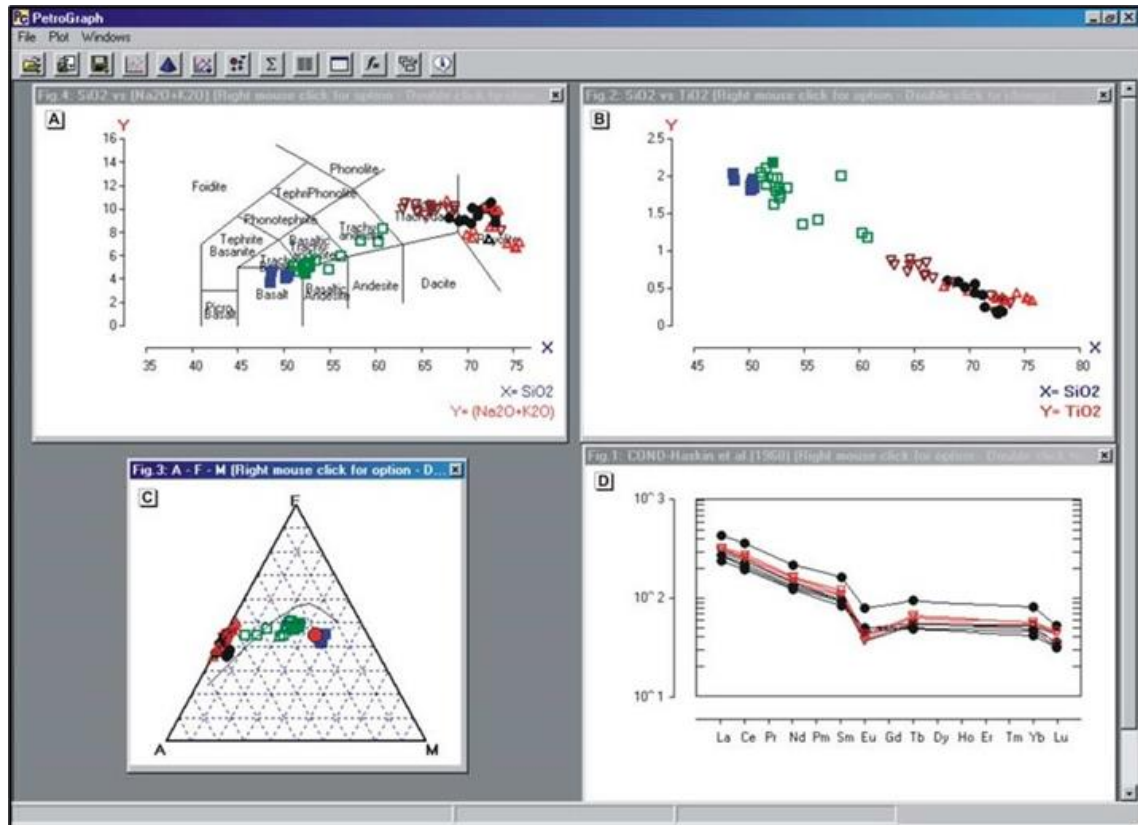 PetroGraph
File Plot Windows
Fig.4: SiO2 vs (Na2O+K2O) (Right mouse click for option - Double click to
A
Y
16
14
12
10
8
6
4
2
0
Foidite
Phonolite
Tephri Phonolite
Phonotephrite
Tephrite
Basanite
Trachy
Basaltic
Basalt
Basaltic
Andesite
Andesite
Dacite
Picro
Basalt
35 40 45 50 55 60 65 70 75
X
X= SiO2
Y= (Na2O+K2O)
Fig.2: SiO2 vs TiO2 (Right mouse click for option - Double click to
B
Y
2.5
2
1.5
1
0.5
0
45 50 55 60 65 70 75 80
X
X= SiO2
Y= TiO2
Fig.3: A - F - M (Right mouse click for option - D...
C
F
A
M
Fig.1: COND-Haskin et al.(1968) (Right mouse click for option - Double click
D
10^3
10^2
10^1
La Ce Pr Nd Pm Sm Eu Gd Tb Dy Ho Er Tm Yb Lu